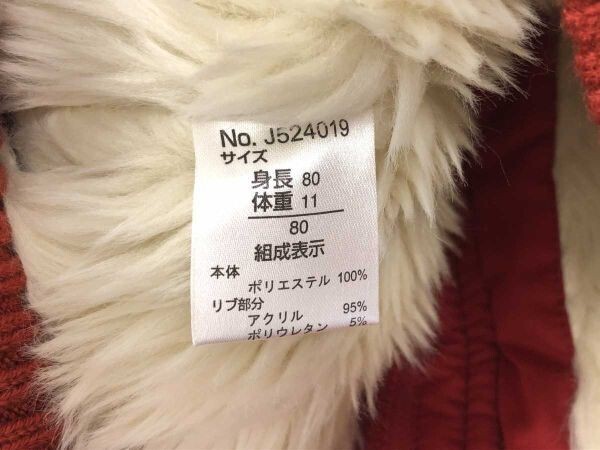 No. J524019
サイズ
身長 80
体重 11
80
組成表示
本体
ポリエステル 100%
リブ部分
アクリル 95%
ポリウレタン 5%